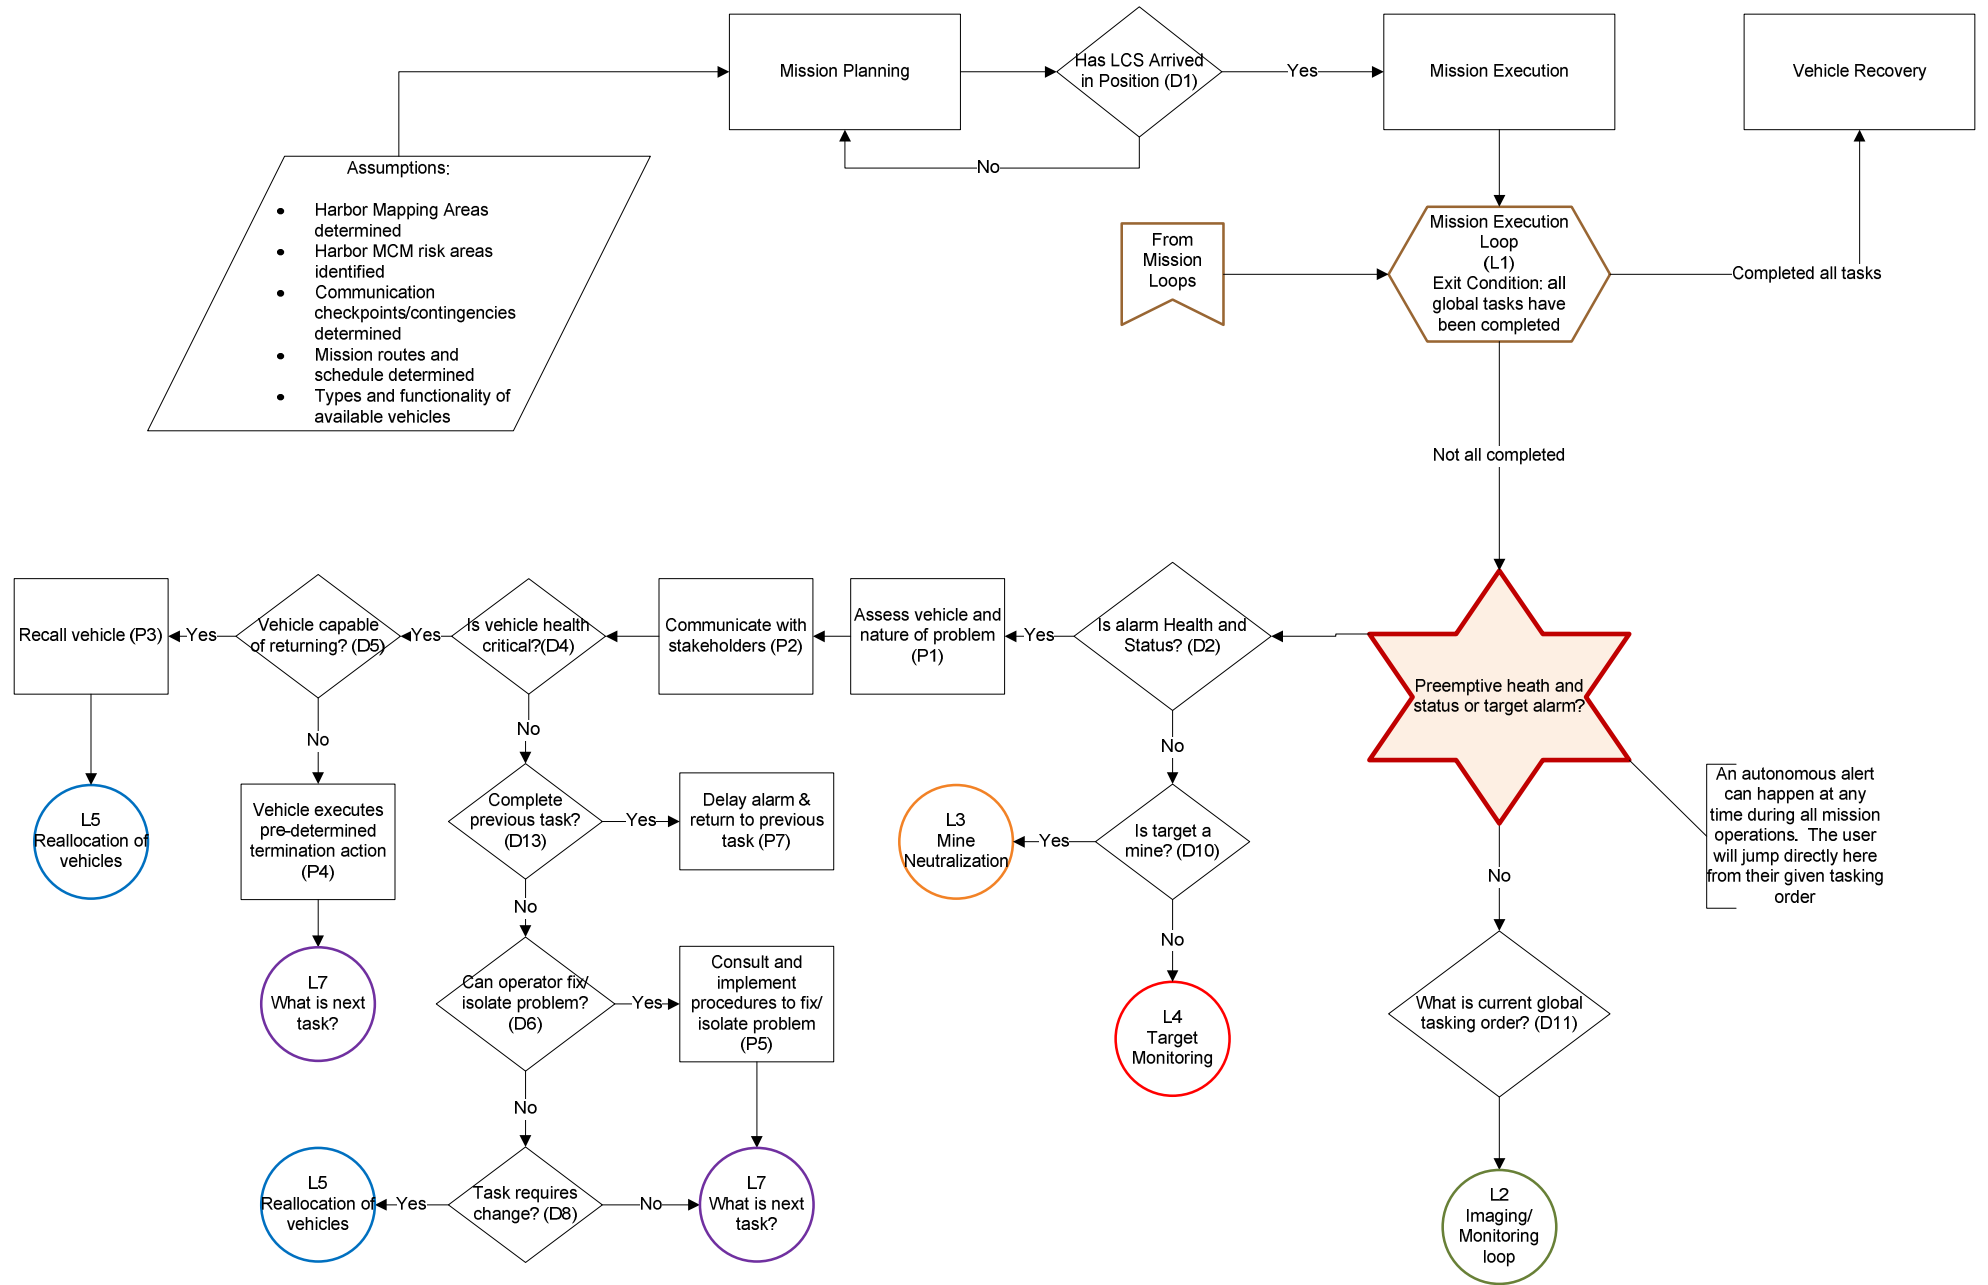 Mission Planning
Has LCS Arrived
in Position (D1)
Yes
Mission Execution
Vehicle Recovery
No
Assumptions:
● Harbor Mapping Areas
determined
● Harbor MCM risk areas
identified
● Communication
checkpoints/contingencies
determined
● Mission routes and
schedule determined
● Types and functionality of
available vehicles
From
Mission
Loops
Mission Execution
Loop
(L1)
Exit Condition: all
global tasks have
been completed
Completed all tasks
Not all completed
Recall vehicle (P3)
Yes
Vehicle capable
of returning? (D5)
Yes
Is vehicle health
critical?(D4)
Communicate with
stakeholders (P2)
Assess vehicle and
nature of problem
(P1)
Yes
Is alarm Health and
Status? (D2)
Preemptive heath and
status or target alarm?
No
No
No
An autonomous alert
can happen at any
time during all mission
operations.  The user
will jump directly here
from their given tasking
order
L5
Reallocation of
vehicles
Vehicle executes
pre-determined
termination action
(P4)
Complete
previous task?
(D13)
Yes
Delay alarm &
return to previous
task (P7)
L3
Mine
Neutralization
Yes
Is target a
mine? (D10)
No
No
No
L7
What is next
task?
Can operator fix/
isolate problem?
(D6)
Yes
Consult and
implement
procedures to fix/
isolate problem
(P5)
L4
Target
Monitoring
What is current global
tasking order? (D11)
No
L5
Reallocation of
vehicles
Yes
Task requires
change? (D8)
No
L7
What is next
task?
L2
Imaging/
Monitoring
loop